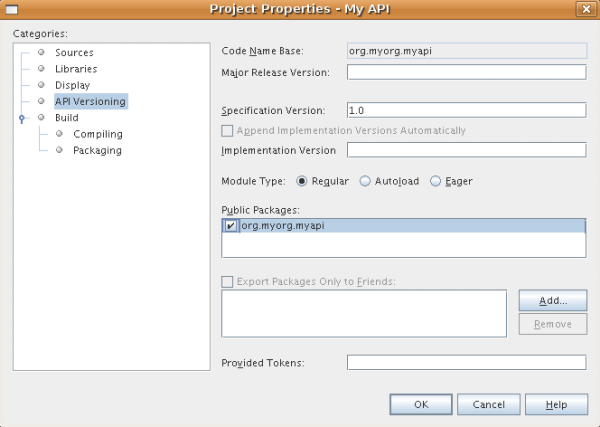 Project Properties - My API
Categories:
Sources
Libraries
Display
API Versioning
Build
Compiling
Packaging
Code Name Base: org.myorg.myapi
Major Release Version:
Specification Version: 1.0
Append Implementation Versions Automatically
Implementation Version
Module Type: Regular Autoload Eager
Public Packages:
org.myorg.myapi
Export Packages Only to Friends:
Add...
Remove
Provided Tokens:
OK Cancel Help